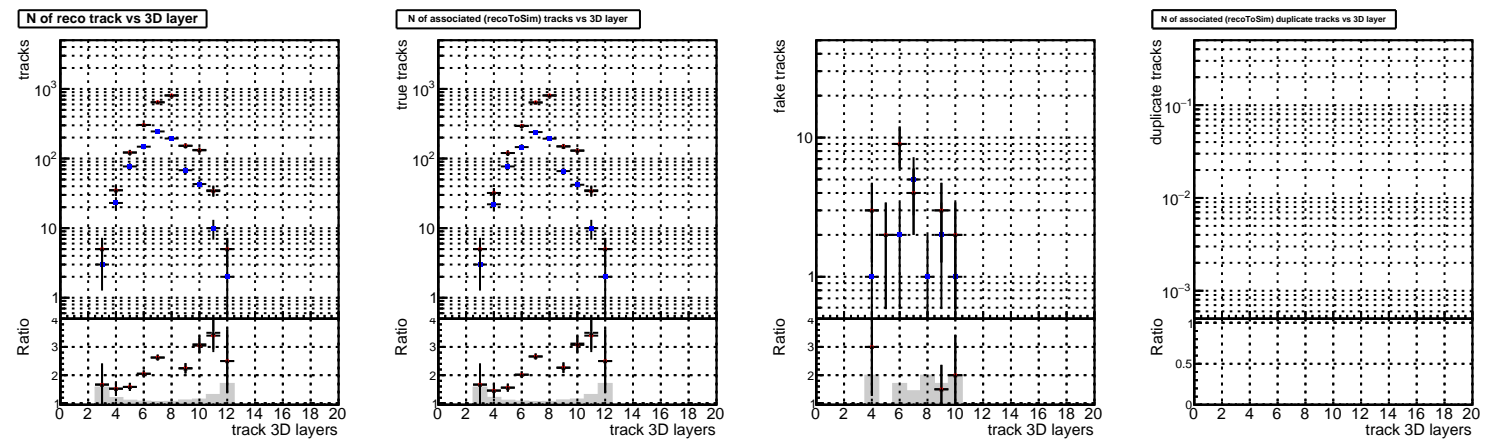 N of reco track vs 3D layer
tracks
10³
10²
10
1
Ratio
4
3
2
1
0 2 4 6 8 10 12 14 16 18 20
track 3D layers
N of associated (recoToSim) tracks vs 3D layer
true tracks
10³
10²
10
1
Ratio
4
3
2
1
0 2 4 6 8 10 12 14 16 18 20
track 3D layers
fake tracks
10
1
Ratio
4
3
2
1
0 2 4 6 8 10 12 14 16 18 20
track 3D layers
N of associated (recoToSim) duplicate tracks vs 3D layer
duplicate tracks
10⁻¹
10⁻²
10⁻³
Ratio
1
0.5
0
0 2 4 6 8 10 12 14 16 18 20
track 3D layers